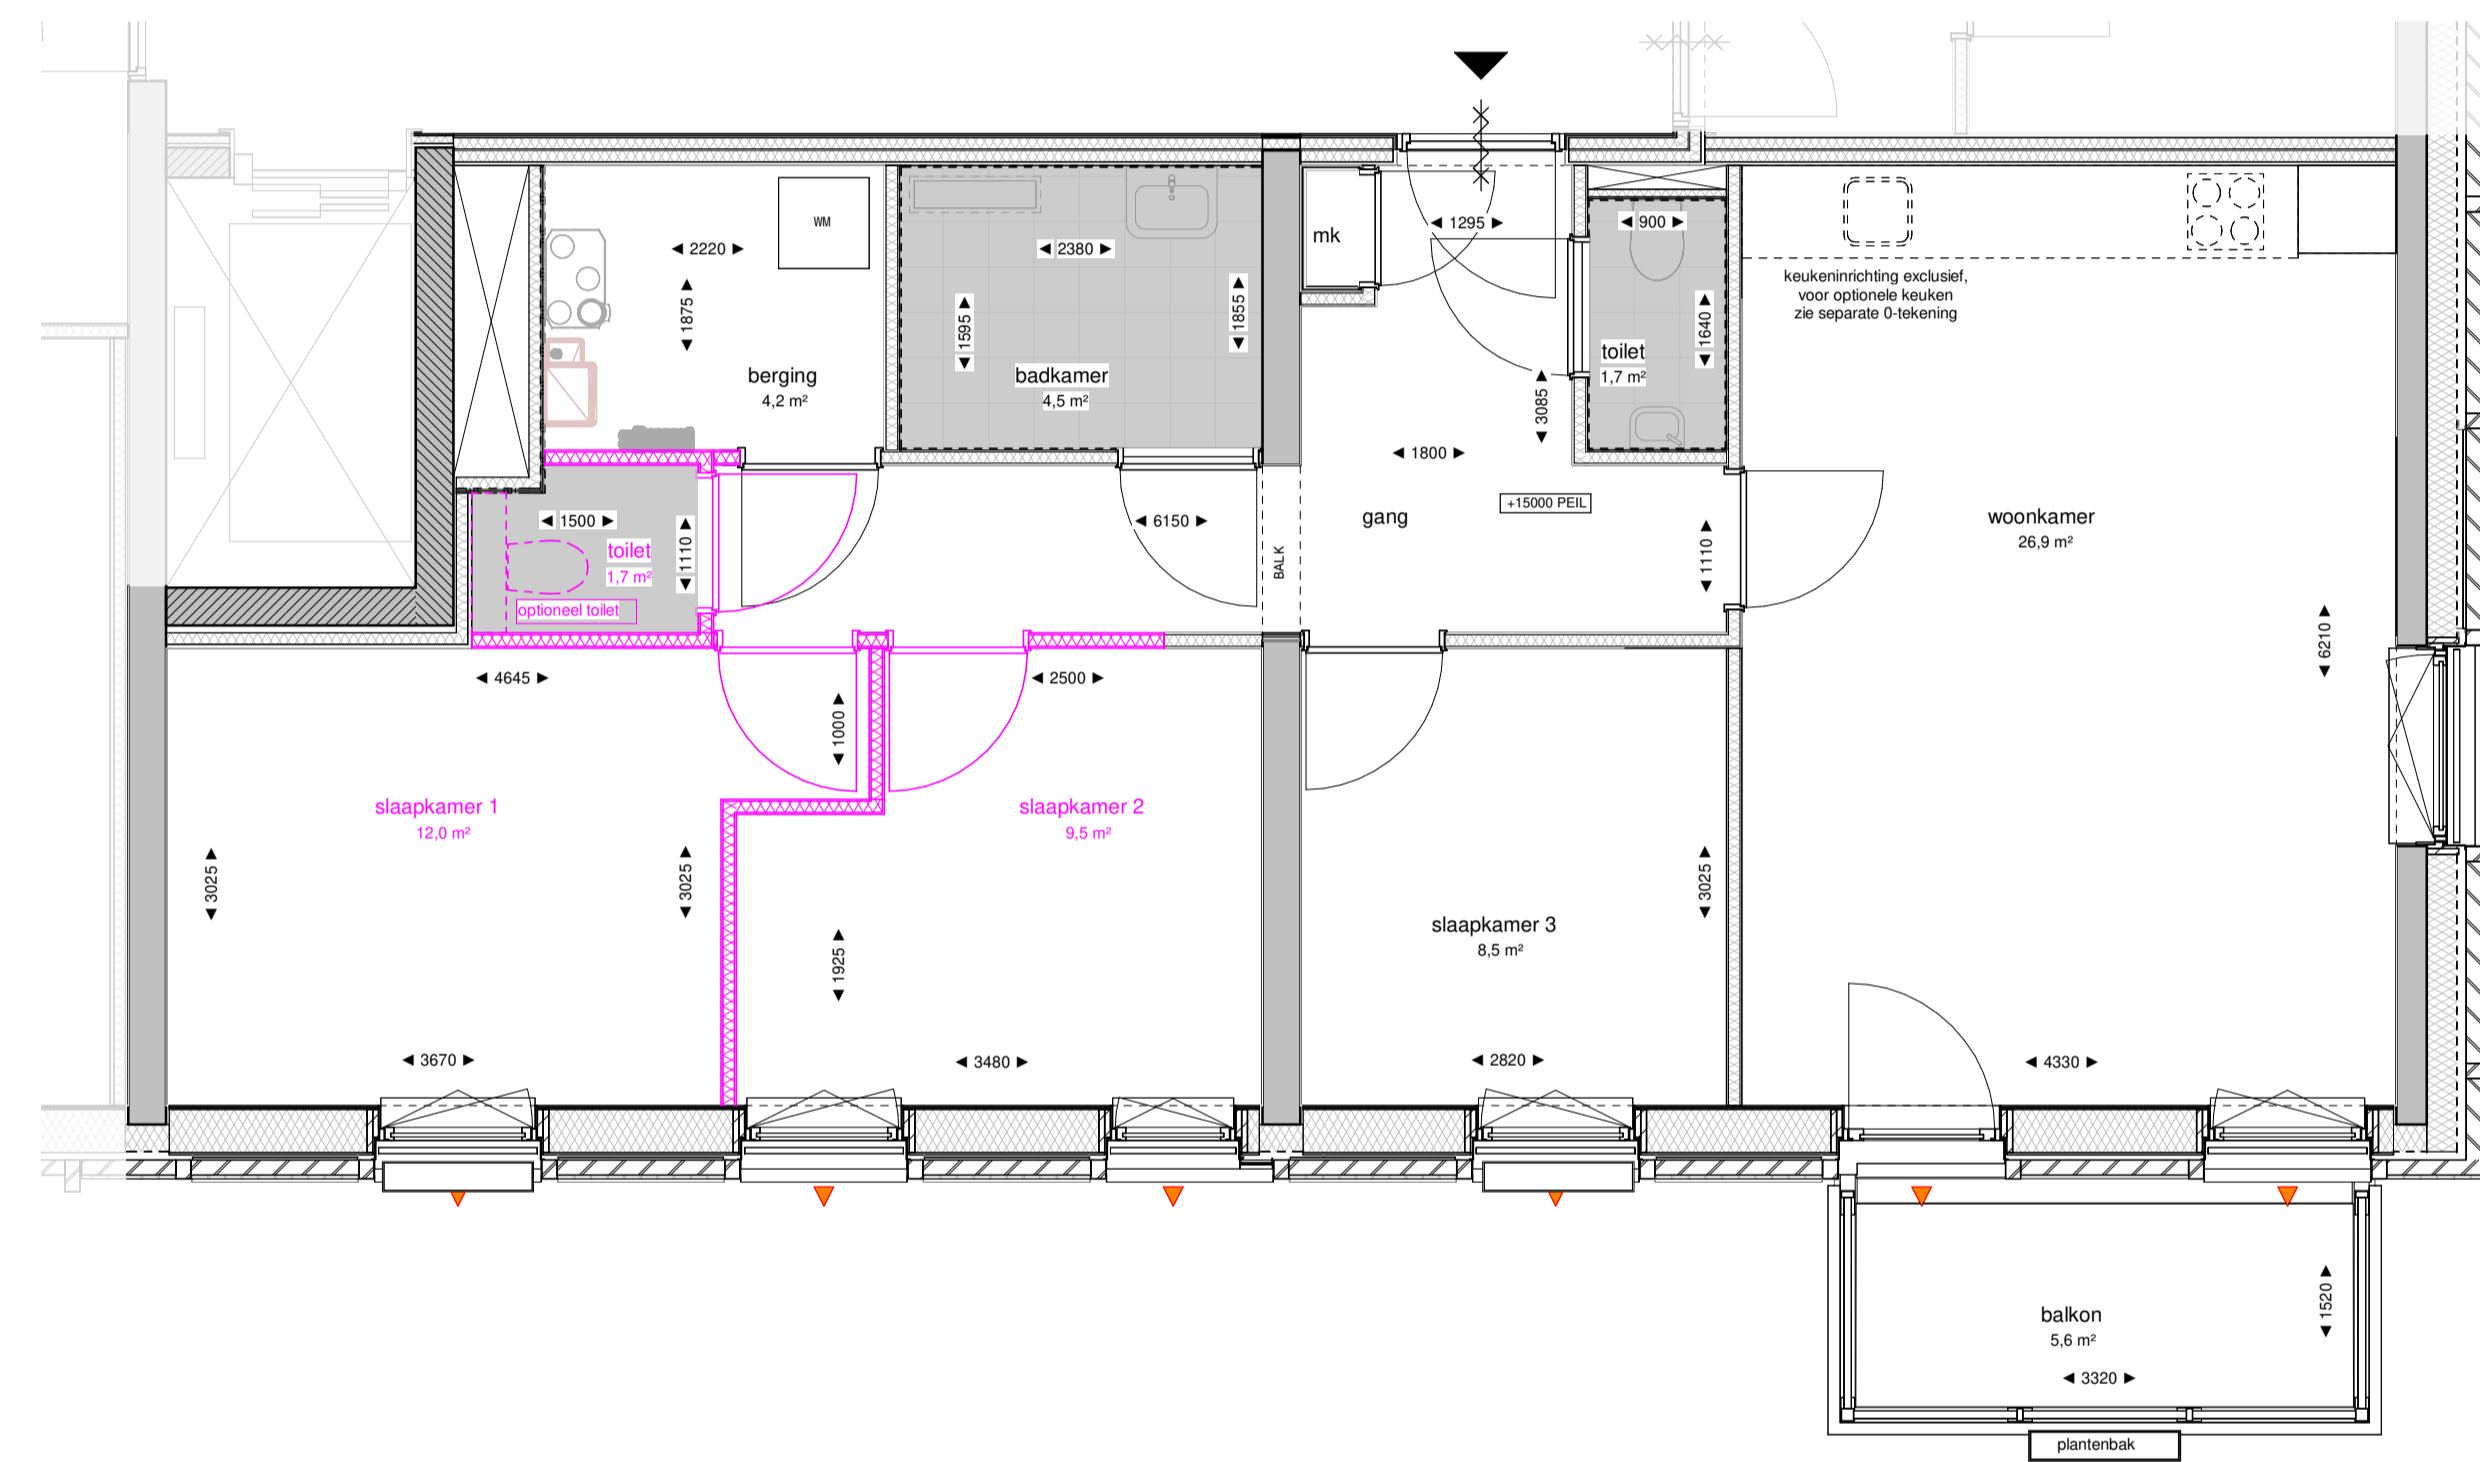 WM
2220
1875
berging
4,2 m²
2380
1595
1855
badkamer
4,5 m²
mk
1295
900
1640
toilet
1,7 m²
3085
1800
keukeninrichting exclusief,
voor optionele keuken
zie separate 0-tekening
1500
1110
toilet
1,7 m²
optioneel toilet
6150
BALK
gang
+15000 PEIL
1110
woonkamer
26,9 m²
6210
4645
1000
2500
slaapkamer 1
12,0 m²
slaapkamer 2
9,5 m²
3025
3025
1925
slaapkamer 3
8,5 m²
3025
3670
3480
2820
4330
balkon
5,6 m²
1520
3320
plantenbak